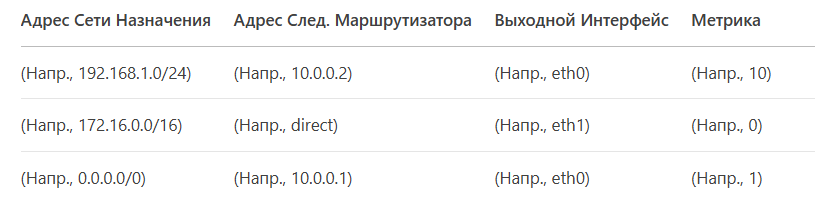 Адрес Сети Назначения Адрес След. Маршрутизатора Выходной Интерфейс Метрика
(Напр., 192.168.1.0/24) (Напр., 10.0.0.2) (Напр., eth0) (Напр., 10)
(Напр., 172.16.0.0/16) (Напр., direct) (Напр., eth1) (Напр., 0)
(Напр., 0.0.0.0/0) (Напр., 10.0.0.1) (Напр., eth0) (Напр., 1)